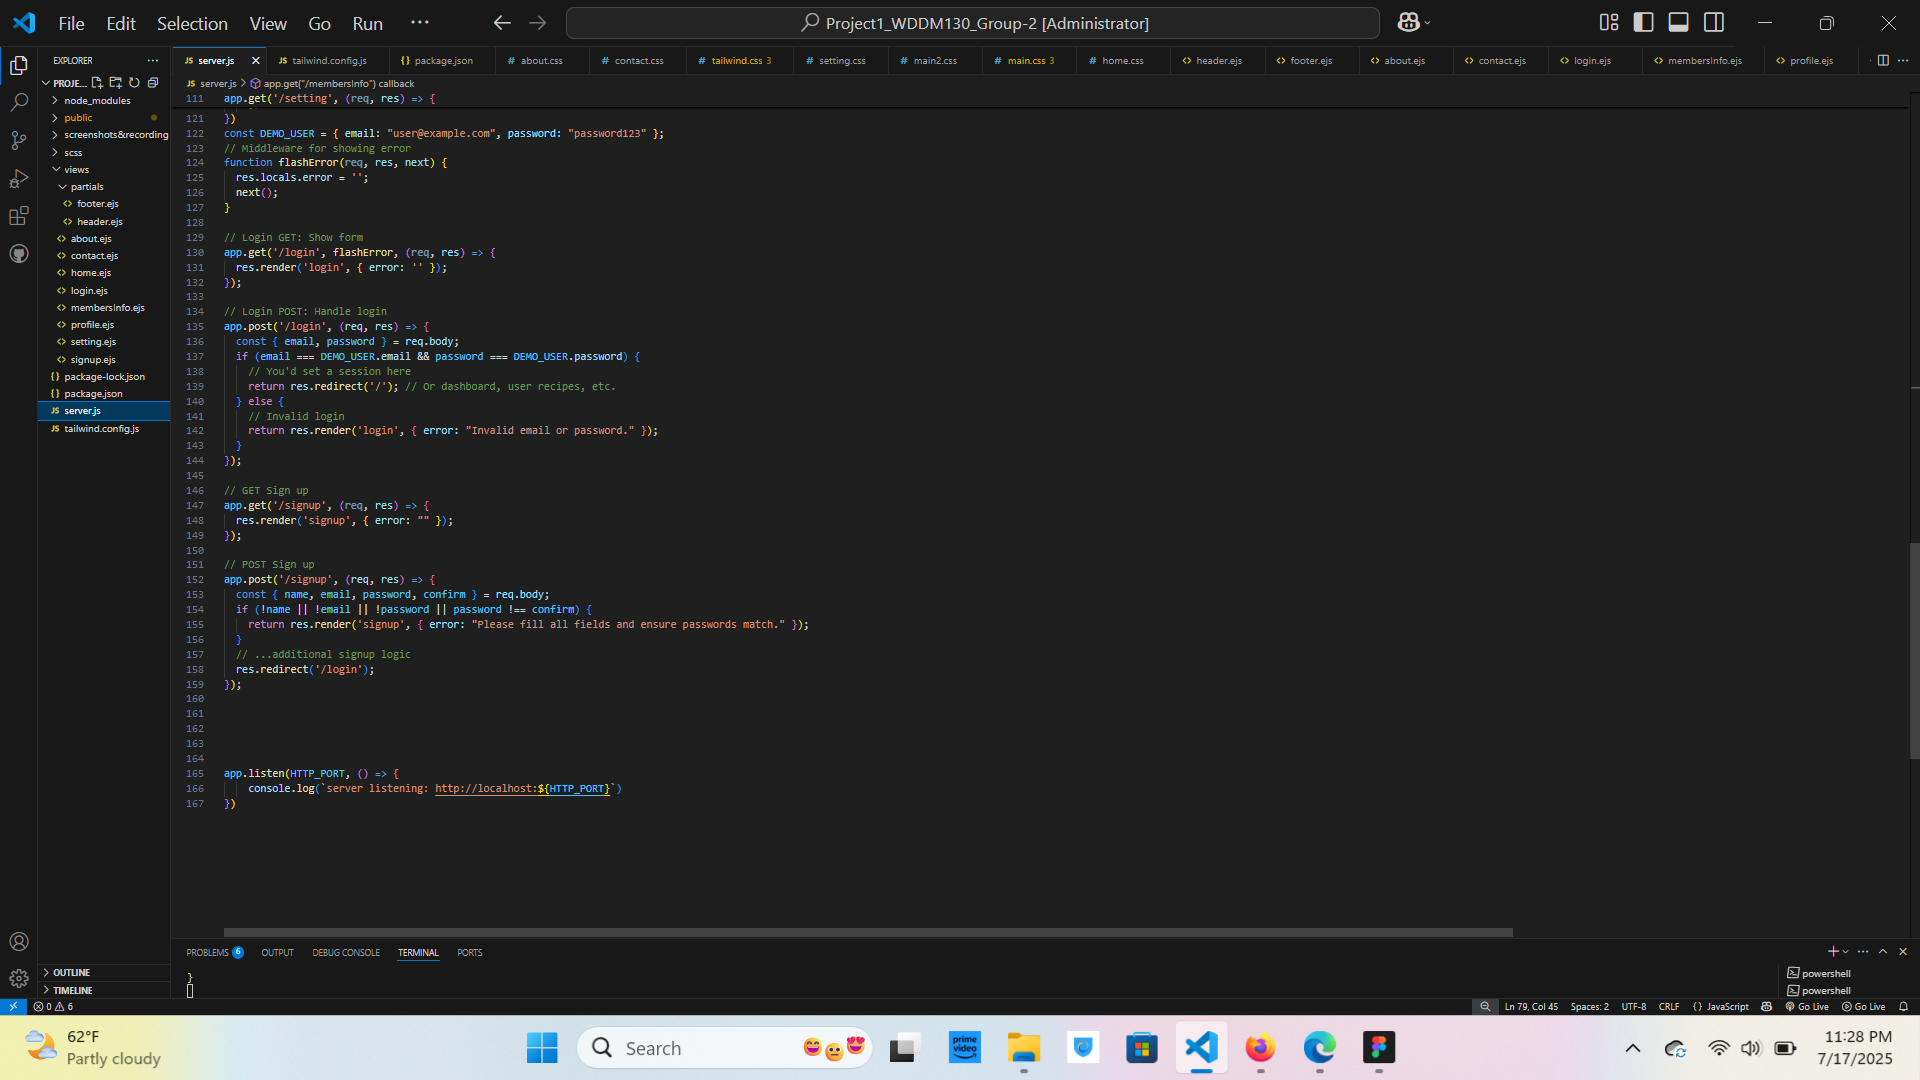 File Edit Selection View Go Run ···
Project1_WDDM130_Group-2 [Administrator]
EXPLORER
PROJE...
node_modules
public
screenshots&recording
scss
views
partials
footer.ejs
header.ejs
about.ejs
contact.ejs
home.ejs
login.ejs
membersInfo.ejs
profile.ejs
setting.ejs
signup.ejs
{} package-lock.json
{} package.json
JS server.js
JS tailwind.config.js
OUTLINE
TIMELINE
JS server.js
JS tailwind.config.js
{} package.json
# about.css
# contact.css
# tailwind.css 3
# setting.css
# main2.css
# main.css 3
# home.css
<> header.ejs
<> footer.ejs
<> about.ejs
<> contact.ejs
<> login.ejs
<> membersInfo.ejs
<> profile.ejs
JS server.js > app.get("/membersInfo") callback
111 app.get('/setting', (req, res) => {
121 })
122 const DEMO_USER = { email: "user@example.com", password: "password123" };
123 // Middleware for showing error
124 function flashError(req, res, next) {
125 res.locals.error = '';
126 next();
127 }
128
129 // Login GET: Show form
130 app.get('/login', flashError, (req, res) => {
131 res.render('login', { error: '' });
132 });
133
134 // Login POST: Handle login
135 app.post('/login', (req, res) => {
136 const { email, password } = req.body;
137 if (email === DEMO_USER.email && password === DEMO_USER.password) {
138 // You'd set a session here
139 return res.redirect('/'); // Or dashboard, user recipes, etc.
140 } else {
141 // Invalid login
142 return res.render('login', { error: "Invalid email or password." });
143 }
144 });
145
146 // GET Sign up
147 app.get('/signup', (req, res) => {
148 res.render('signup', { error: "" });
149 });
150
151 // POST Sign up
152 app.post('/signup', (req, res) => {
153 const { name, email, password, confirm } = req.body;
154 if (!name || !email || !password || password !== confirm) {
155 return res.render('signup', { error: "Please fill all fields and ensure passwords match." });
156 }
157 // ...additional signup logic
158 res.redirect('/login');
159 });
160
161
162
163
164
165 app.listen(HTTP_PORT, () => {
166 console.log(`server listening: http://localhost:${HTTP_PORT}`)
167 })
PROBLEMS 6 OUTPUT DEBUG CONSOLE TERMINAL PORTS
}
powershell
powershell
0 6
Ln 79, Col 45 Spaces: 2 UTF-8 CRLF {} JavaScript Go Live Go Live
62°F
Partly cloudy
Search
prime video
11:28 PM
7/17/2025